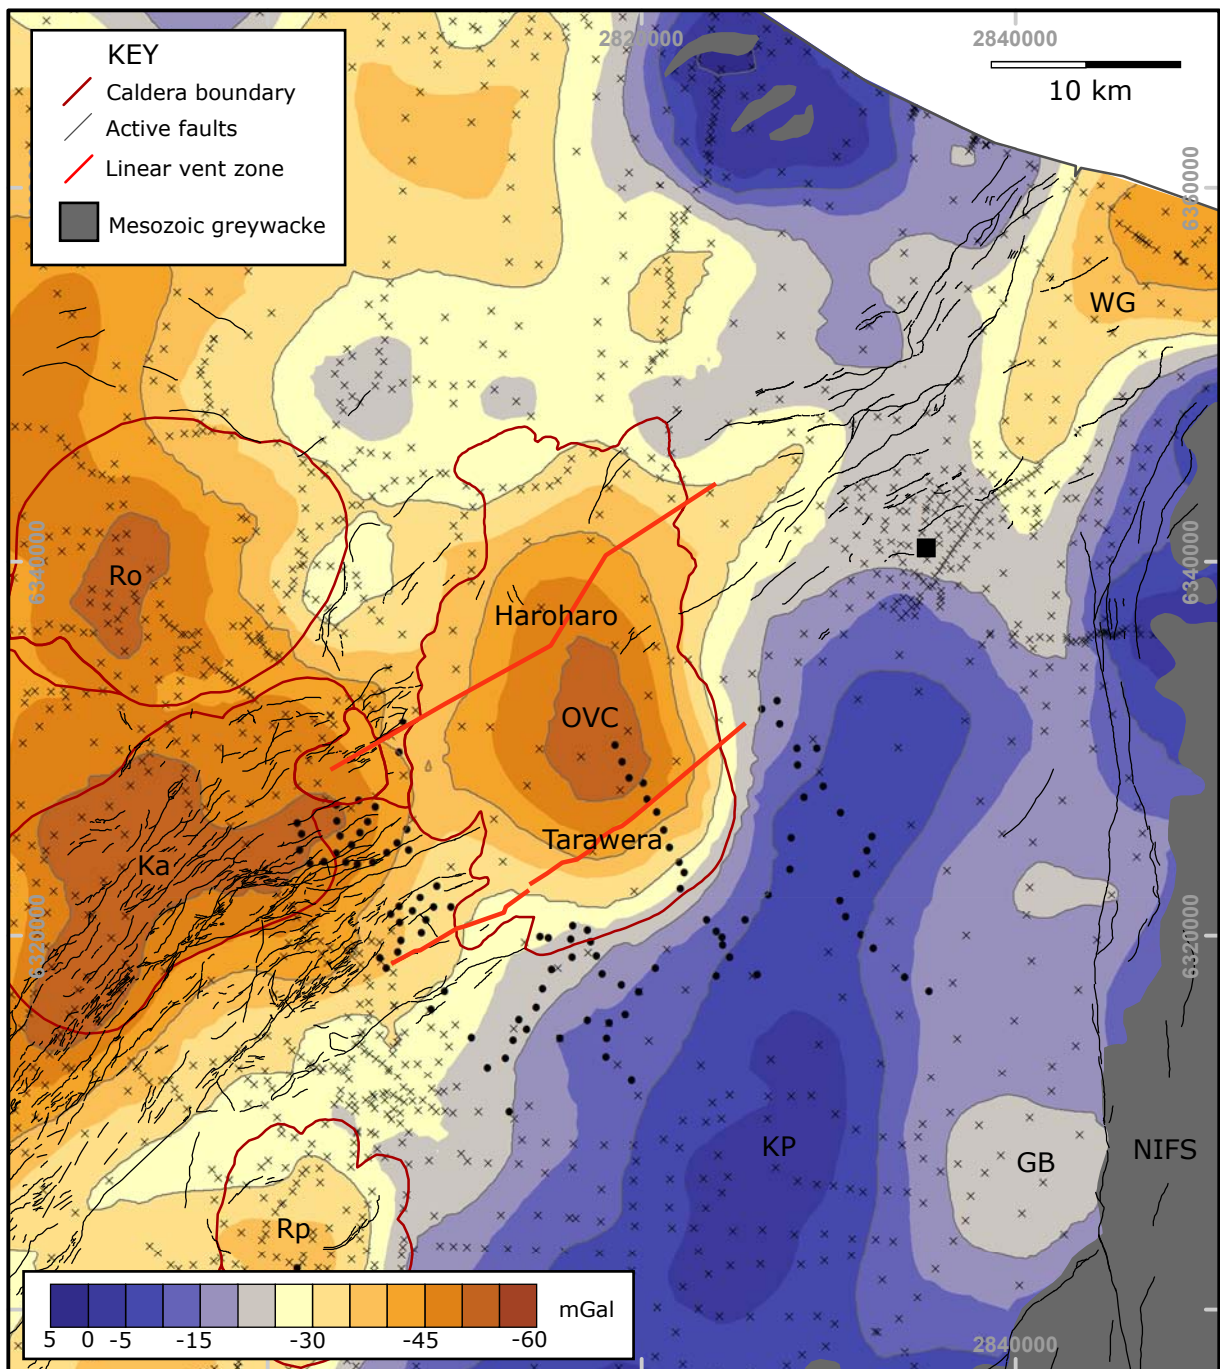 2820000
2840000
KEY
Caldera boundary
Active faults
Linear vent zone
Mesozoic greywacke
10 km
6360000
WG
6340000
6340000
Ro
Haroharo
OVC
Tarawera
Ka
6320000
6320000
KP
GB
NIFS
Rp
5 0 -5 -15 -30 -45 -60 mGal
2840000